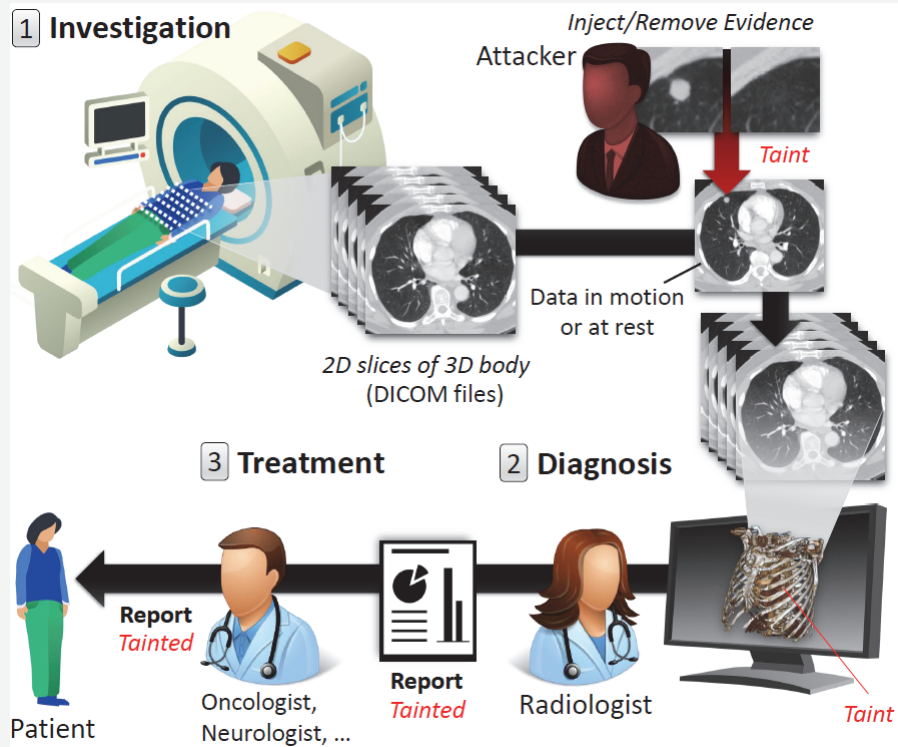 1 Investigation
Inject/Remove Evidence
Attacker
Taint
Data in motion
or at rest
2D slices of 3D body
(DICOM files)
3 Treatment
2 Diagnosis
Report
Tainted
Report
Tainted
Oncologist,
Neurologist, ...
Radiologist
Taint
Patient